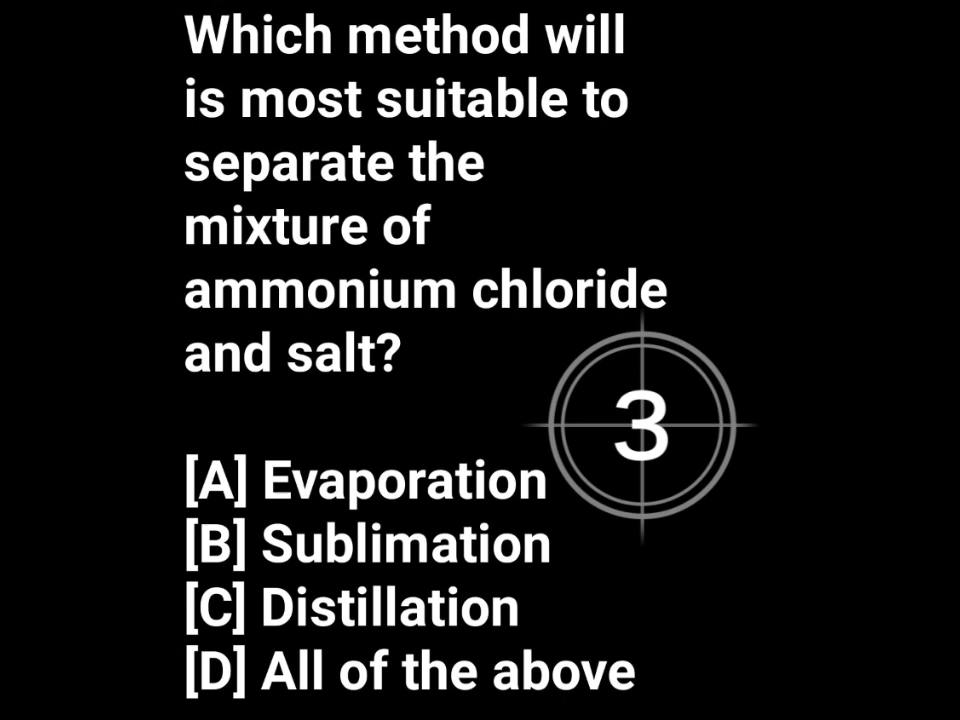 Which method will
is most suitable to
separate the
mixture of
ammonium chloride
and salt?
3
[A] Evaporation
[B] Sublimation
[C] Distillation
[D] All of the above